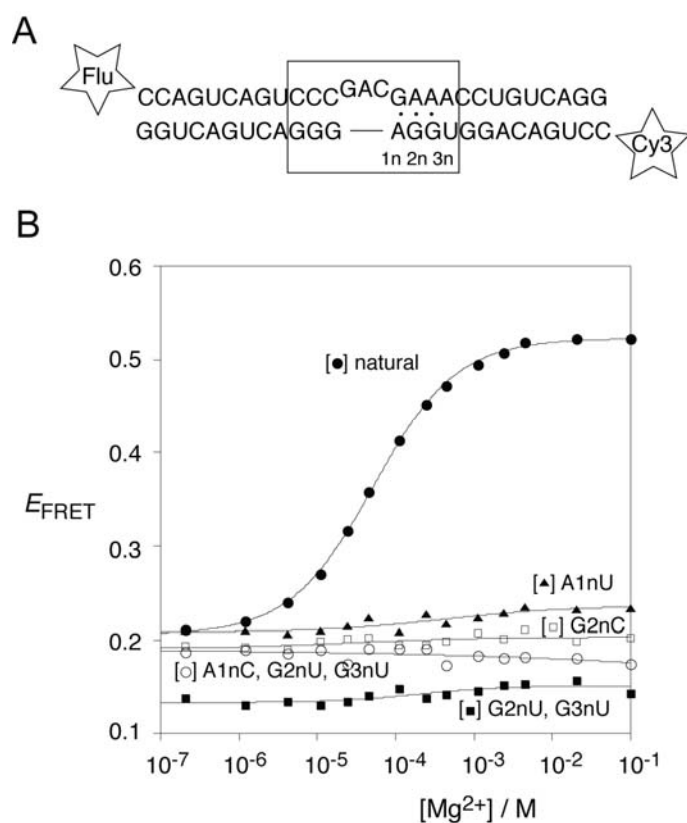 A
Flu
CCAGUCAGUCCC GAC GAAACCUGUCAGG
GGUCAGUCAGGG — AGGUGGACAGUCC
1n 2n 3n
Cy3
B
0.6
0.5
0.4
0.3
0.2
0.1
EFRET
[●] natural
[▲] A1nU
[□] G2nC
[○] A1nC, G2nU, G3nU
[■] G2nU, G3nU
10-7 10-6 10-5 10-4 10-3 10-2 10-1
[Mg2+] / M